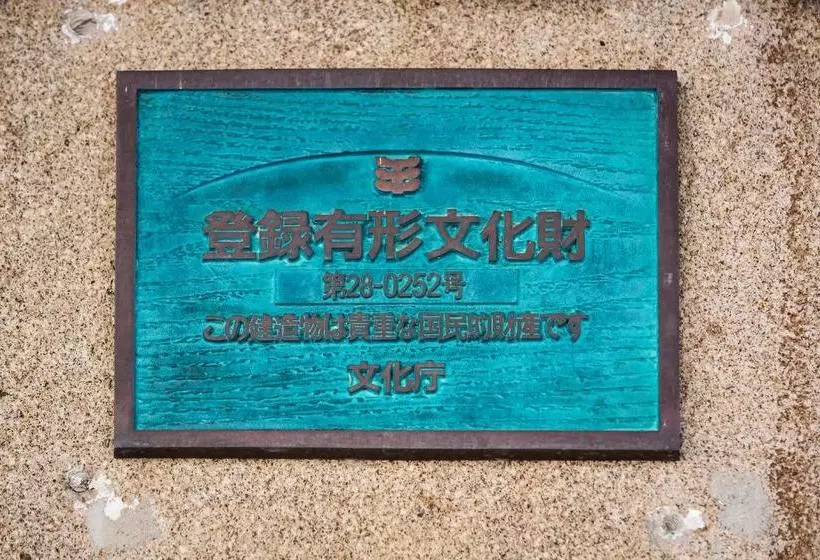 登録有形文化財
第28-0252号
この建造物は貴重な国民的財産です
文化庁